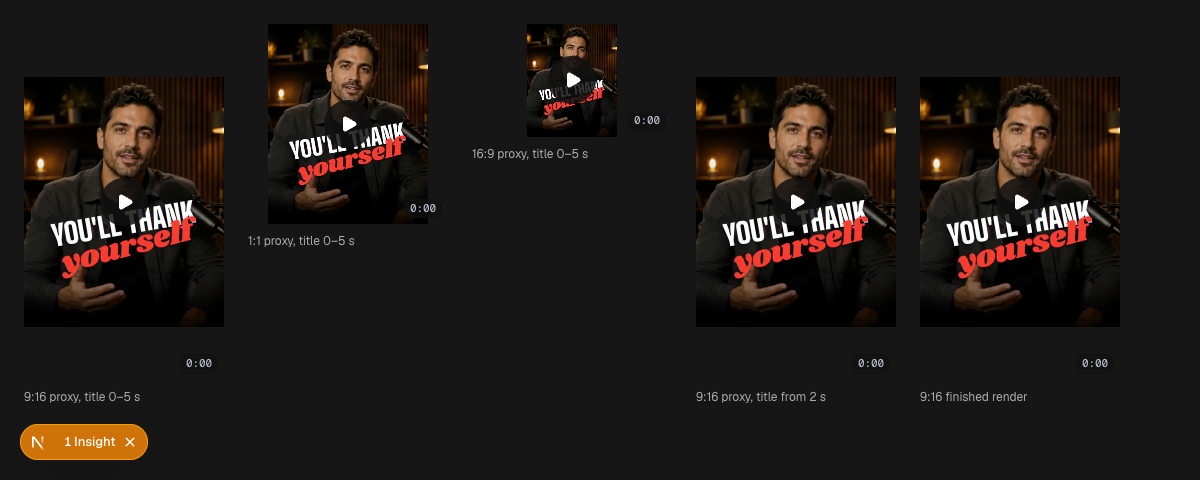 YOU'LL THANK
yourself
0:00
9:16 proxy, title 0–5 s
YOU'LL THANK
yourself
0:00
1:1 proxy, title 0–5 s
YOU'LL THANK
yourself
0:00
16:9 proxy, title 0–5 s
YOU'LL THANK
yourself
0:00
9:16 proxy, title from 2 s
YOU'LL THANK
yourself
0:00
9:16 finished render
N 1 Insight ×